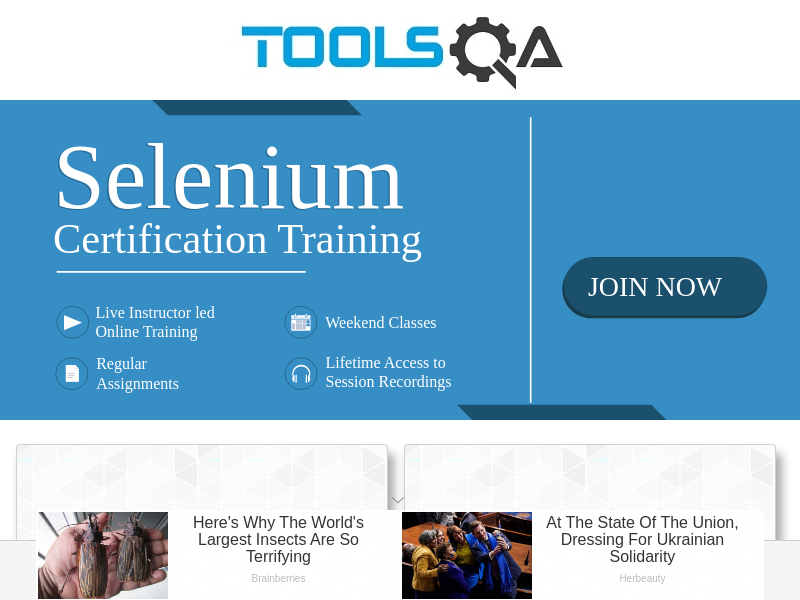 TOOLSQA
Selenium
Certification Training
JOIN NOW
Live Instructor led
Online Training
Weekend Classes
Regular
Assignments
Lifetime Access to
Session Recordings
Here's Why The World's
Largest Insects Are So
Terrifying
Brainberries
At The State Of The Union,
Dressing For Ukrainian
Solidarity
Herbeauty